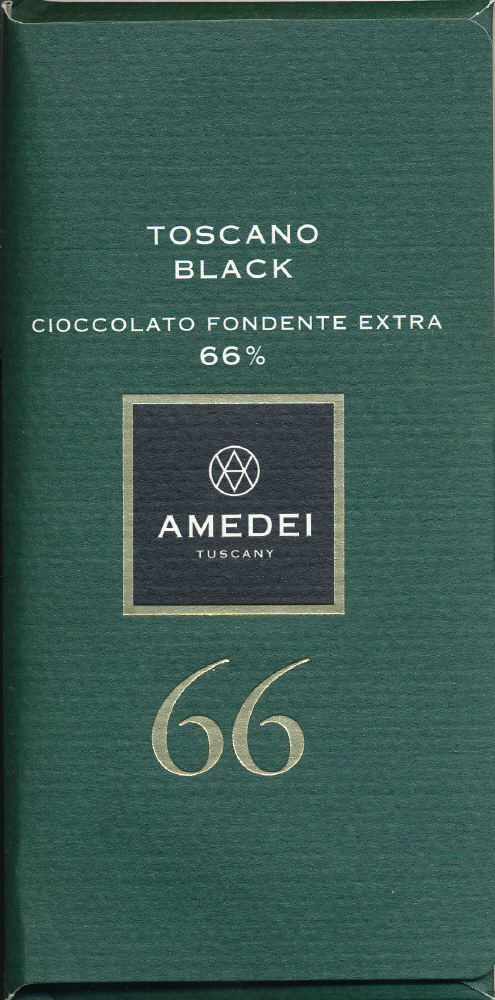 TOSCANO
BLACK
CIOCCOLATO FONDENTE EXTRA
66%
AMEDEI
TUSCANY
66